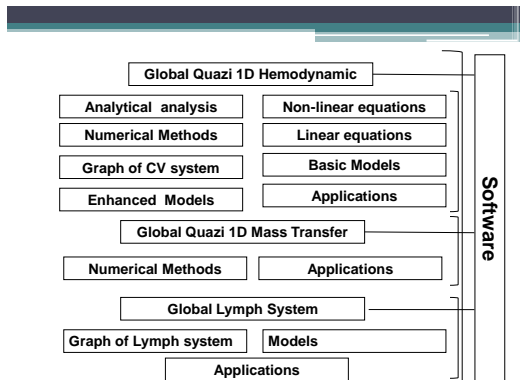 Global Quazi 1D Hemodynamic
Analytical analysis
Non-linear equations
Numerical Methods
Linear equations
Graph of CV system
Basic Models
Enhanced Models
Applications
Global Quazi 1D Mass Transfer
Numerical Methods
Applications
Global Lymph System
Graph of Lymph system
Models
Applications
Software